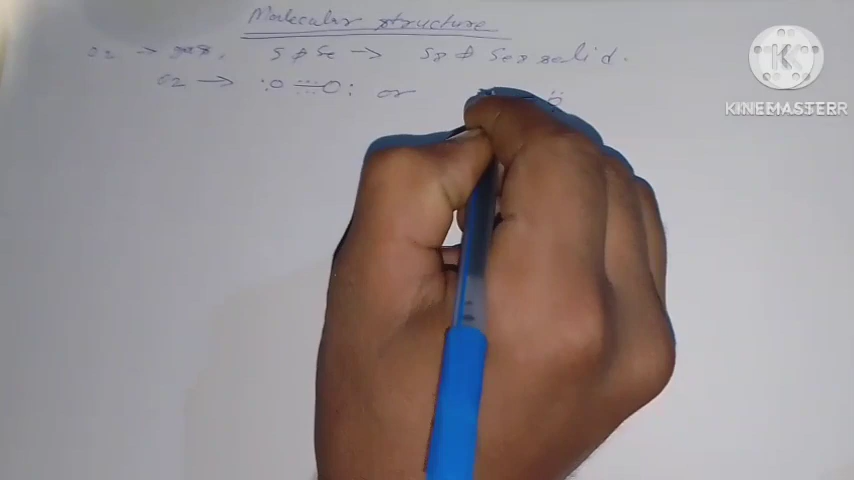 Molecular structure
O2 → gas, S & Se → S8 & Se8 solid.
O2 → :O O: or Ö
KINEMASTER